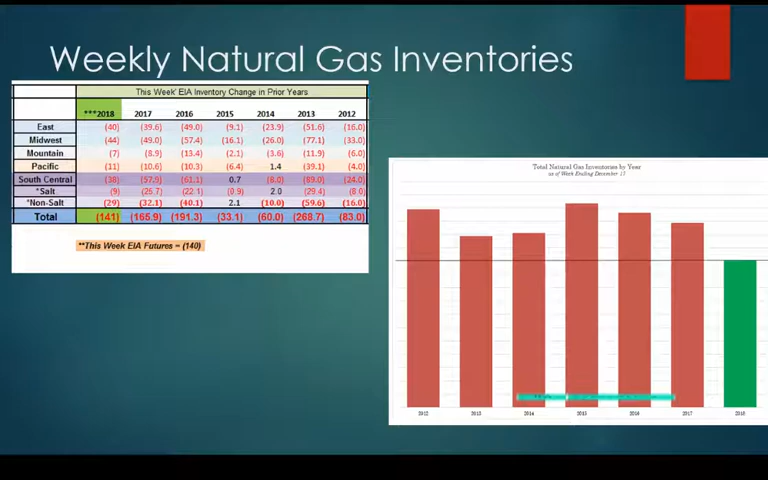 Weekly Natural Gas Inventories
This Week' EIA Inventory Change in Prior Years
***2018 2017 2016 2015 2014 2013 2012
East (40) (39.6) (49.0) (9.1) (23.9) (51.6) (16.0)
Midwest (44) (49.0) (57.4) (16.1) (26.0) (77.1) (33.0)
Mountain (7) (8.9) (13.4) (2.1) (3.6) (11.9) (6.0)
Pacific (11) (10.6) (10.3) (6.4) 1.4 (39.1) (4.0)
South Central (38) (57.9) (61.1) 0.7 (8.0) (89.0) (24.0)
*Salt (9) (25.7) (22.1) (0.9) 2.0 (29.4) (8.0)
*Non-Salt (29) (32.1) (40.1) 2.1 (10.0) (59.6) (16.0)
Total (141) (165.9) (191.3) (33.1) (60.0) (268.7) (83.0)
**This Week EIA Futures = (140)
Total Natural Gas Inventories by Year
as of Week Ending December 17
2012 2013 2014 2015 2016 2017 2018